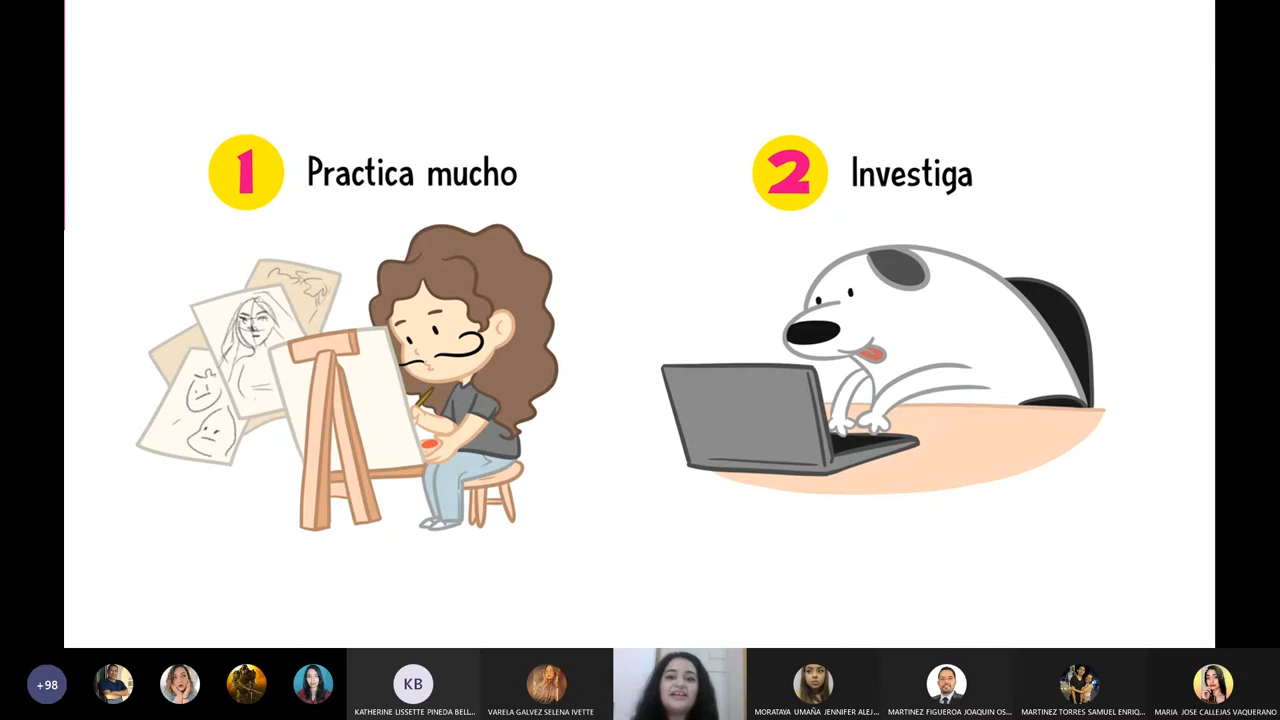 1 Practica mucho
2 Investiga
+98
KB
KATHERINE LISSETTE PINEDA BELL...
VARELA GALVEZ SELENA IVETTE
MORATAYA UMAÑA JENNIFER ALEJ...
MARTINEZ FIGUEROA JOAQUIN OS...
MARTINEZ TORRES SAMUEL ENRIQ...
MARIA JOSE CALLEJAS VAQUERANO